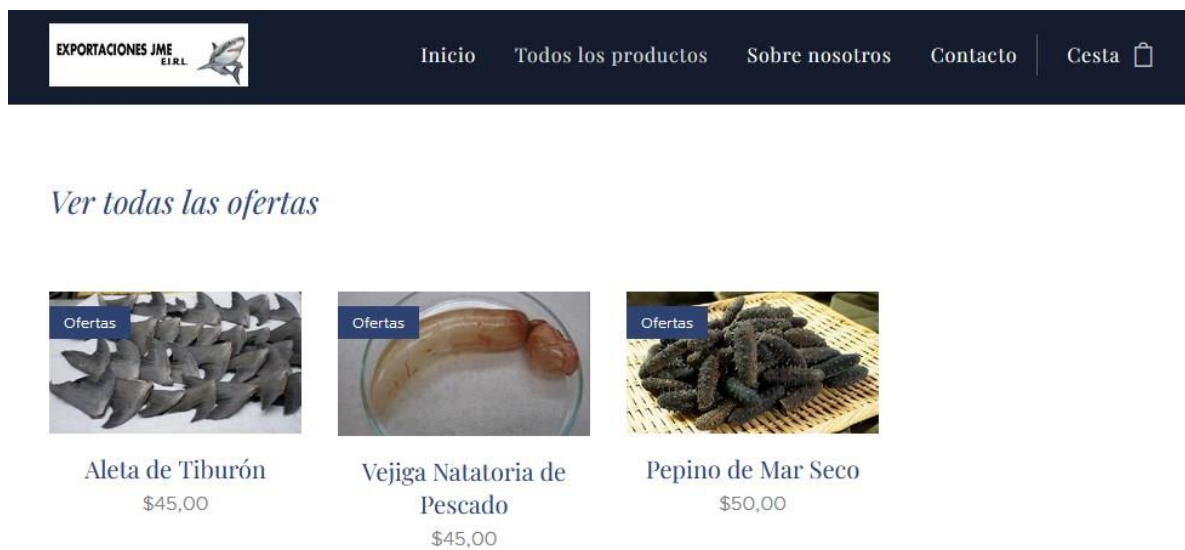 EXPORTACIONES JME
E.I.R.L.
Inicio Todos los productos Sobre nosotros Contacto Cesta
Ver todas las ofertas
Ofertas Ofertas Ofertas
Aleta de Tiburón
$45,00
Vejiga Natatoria de
Pescado
$45,00
Pepino de Mar Seco
$50,00